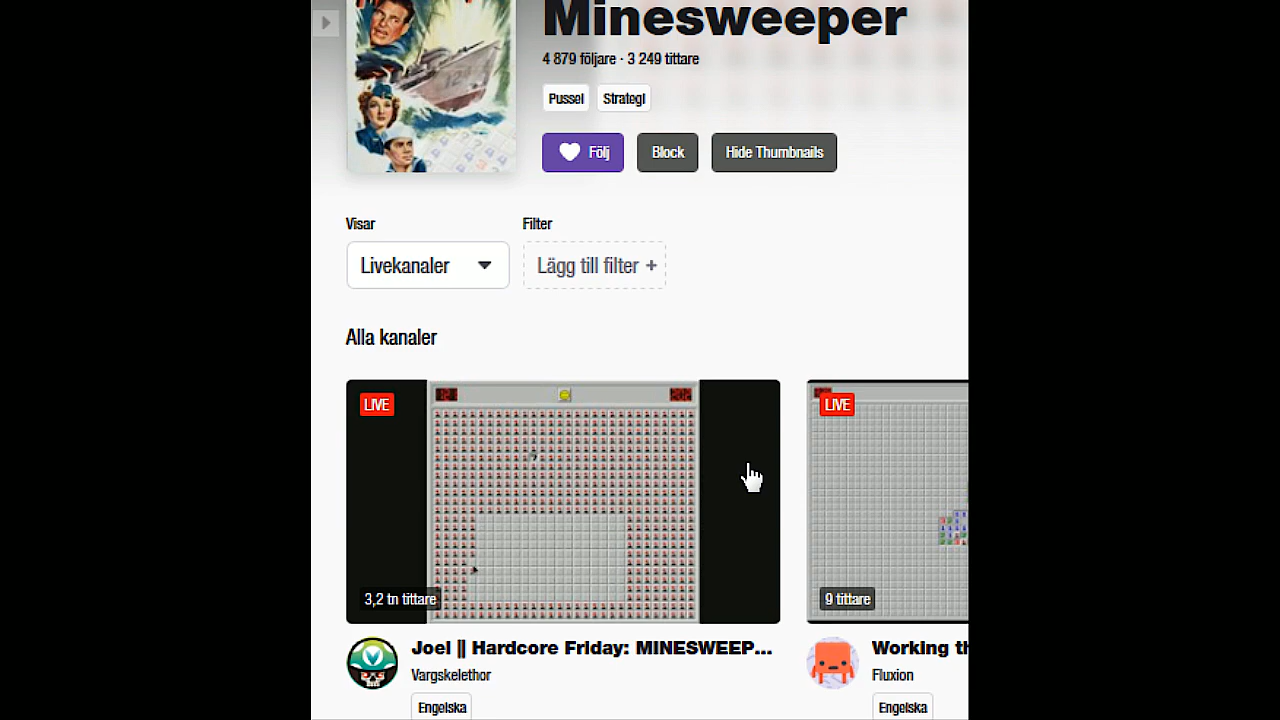 Minesweeper
4 879 följare · 3 249 tittare
Pussel
Strategi
Följ
Block
Hide Thumbnails
Visar
Filter
Livekanaler
Lägg till filter +
Alla kanaler
LIVE
LIVE
3,2 tn tittare
9 tittare
Joel || Hardcore Friday: MINESWEEP...
Working th
Vargskelethor
Fluxion
Engelska
Engelska